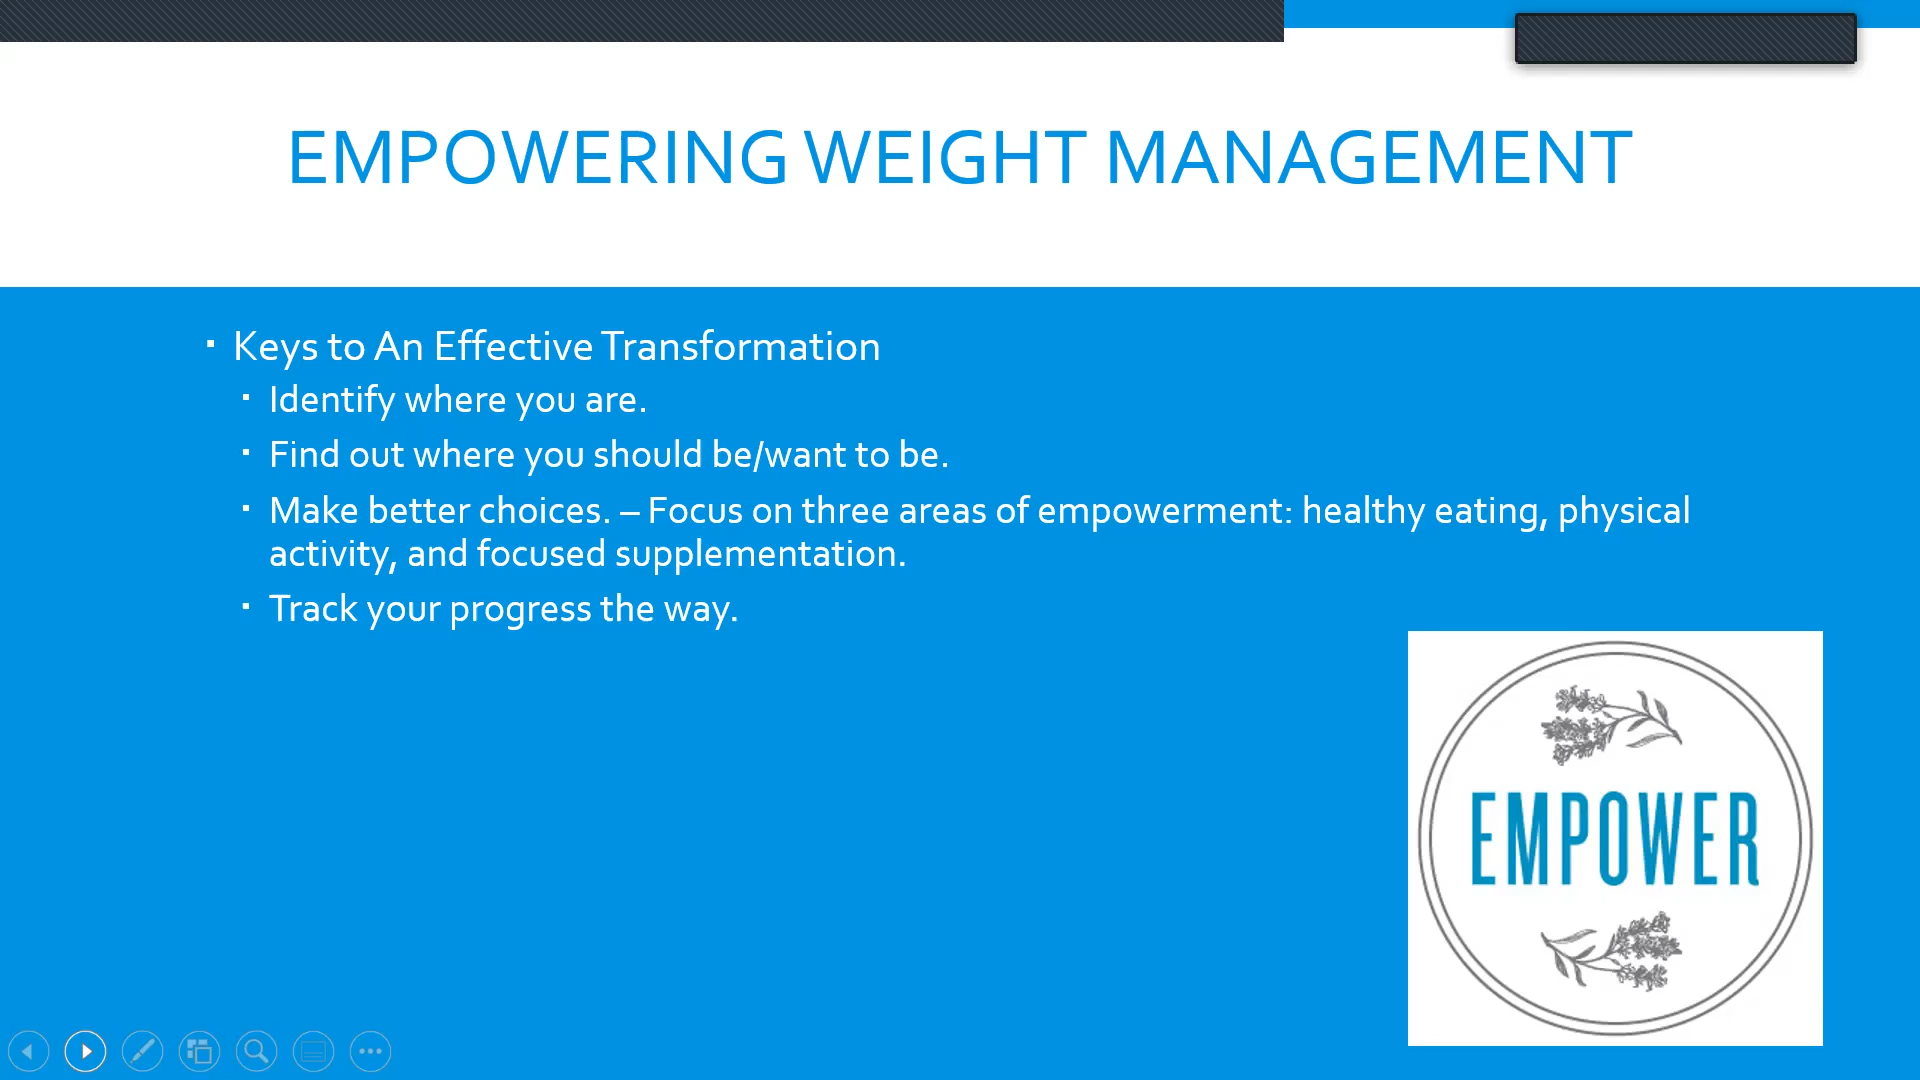 EMPOWERING WEIGHT MANAGEMENT
▪ Keys to An Effective Transformation
▪ Identify where you are.
▪ Find out where you should be/want to be.
▪ Make better choices. – Focus on three areas of empowerment: healthy eating, physical
activity, and focused supplementation.
▪ Track your progress the way.
EMPOWER